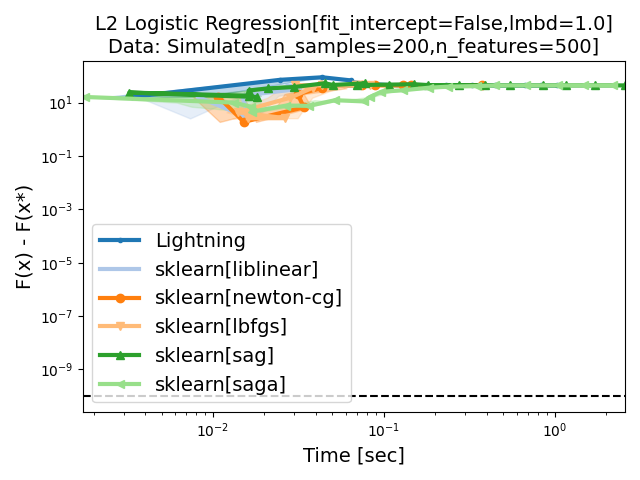 L2 Logistic Regression[fit_intercept=False,lmbd=1.0]
Data: Simulated[n_samples=200,n_features=500]
F(x) - F(x*)
10^1
10^-1
10^-3
10^-5
10^-7
10^-9
Lightning
sklearn[liblinear]
sklearn[newton-cg]
sklearn[lbfgs]
sklearn[sag]
sklearn[saga]
10^-2
10^-1
10^0
Time [sec]